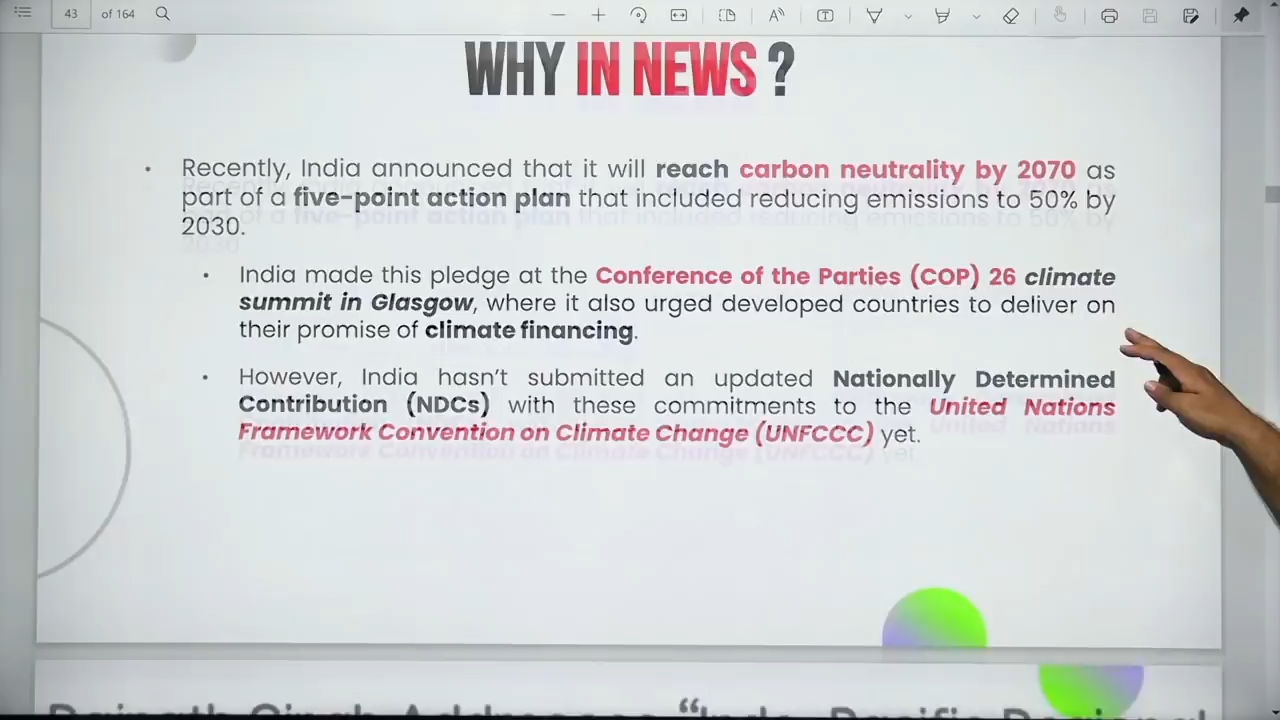 43 of 164
WHY IN NEWS ?
• Recently, India announced that it will reach carbon neutrality by 2070 as
part of a five-point action plan that included reducing emissions to 50% by
2030.
• India made this pledge at the Conference of the Parties (COP) 26 climate
summit in Glasgow, where it also urged developed countries to deliver on
their promise of climate financing.
• However, India hasn't submitted an updated Nationally Determined
Contribution (NDCs) with these commitments to the United Nations
Framework Convention on Climate Change (UNFCCC) yet.